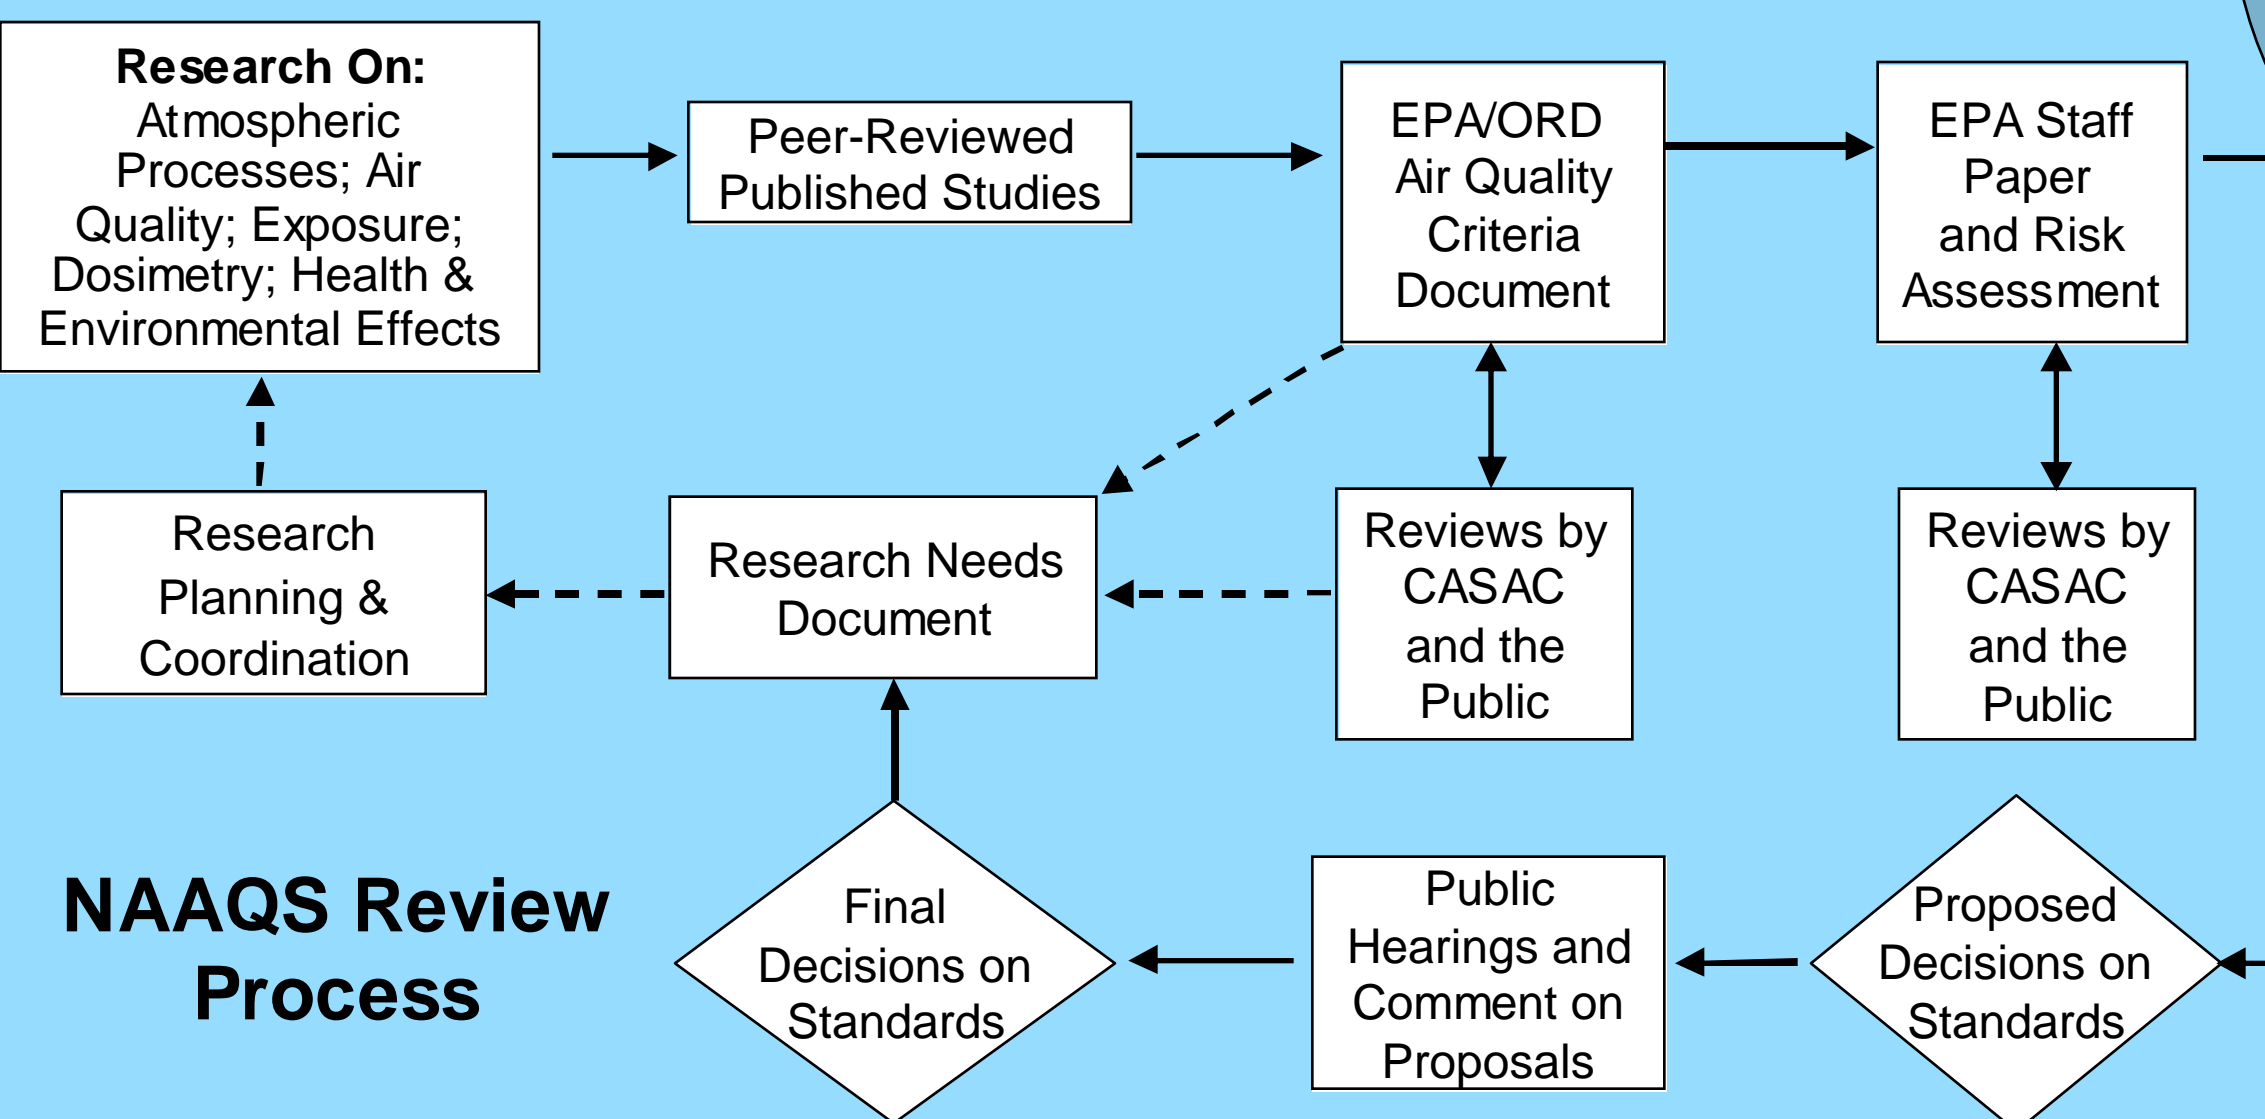 Research On:
Atmospheric
Processes; Air
Quality; Exposure;
Dosimetry; Health &
Environmental Effects
Peer-Reviewed
Published Studies
EPA/ORD
Air Quality
Criteria
Document
EPA Staff
Paper
and Risk
Assessment
Research
Planning &
Coordination
Research Needs
Document
Reviews by
CASAC
and the
Public
Reviews by
CASAC
and the
Public
NAAQS Review
Process
Final
Decisions on
Standards
Public
Hearings and
Comment on
Proposals
Proposed
Decisions on
Standards